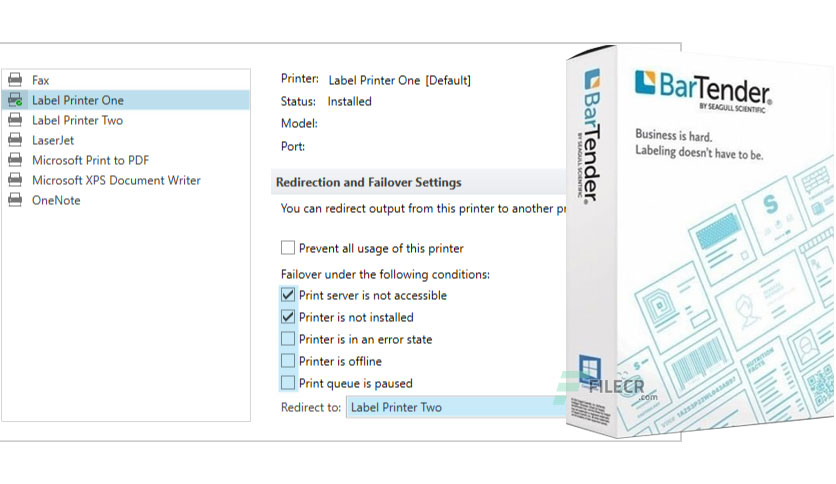 Fax
Label Printer One
Label Printer Two
LaserJet
Microsoft Print to PDF
Microsoft XPS Document Writer
OneNote
Printer: Label Printer One [Default]
Status: Installed
Model:
Port:
Redirection and Failover Settings
You can redirect output from this printer to another pr
Prevent all usage of this printer
Failover under the following conditions:
Print server is not accessible
Printer is not installed
Printer is in an error state
Printer is offline
Print queue is paused
Redirect to: Label Printer Two
BarTender
BY SEAGULL SCIENTIFIC
BarTender®
BY SEAGULL SCIENTIFIC
Business is hard.
Labeling doesn't have to be.
NUTRITION
FACTS
FILECR
.com